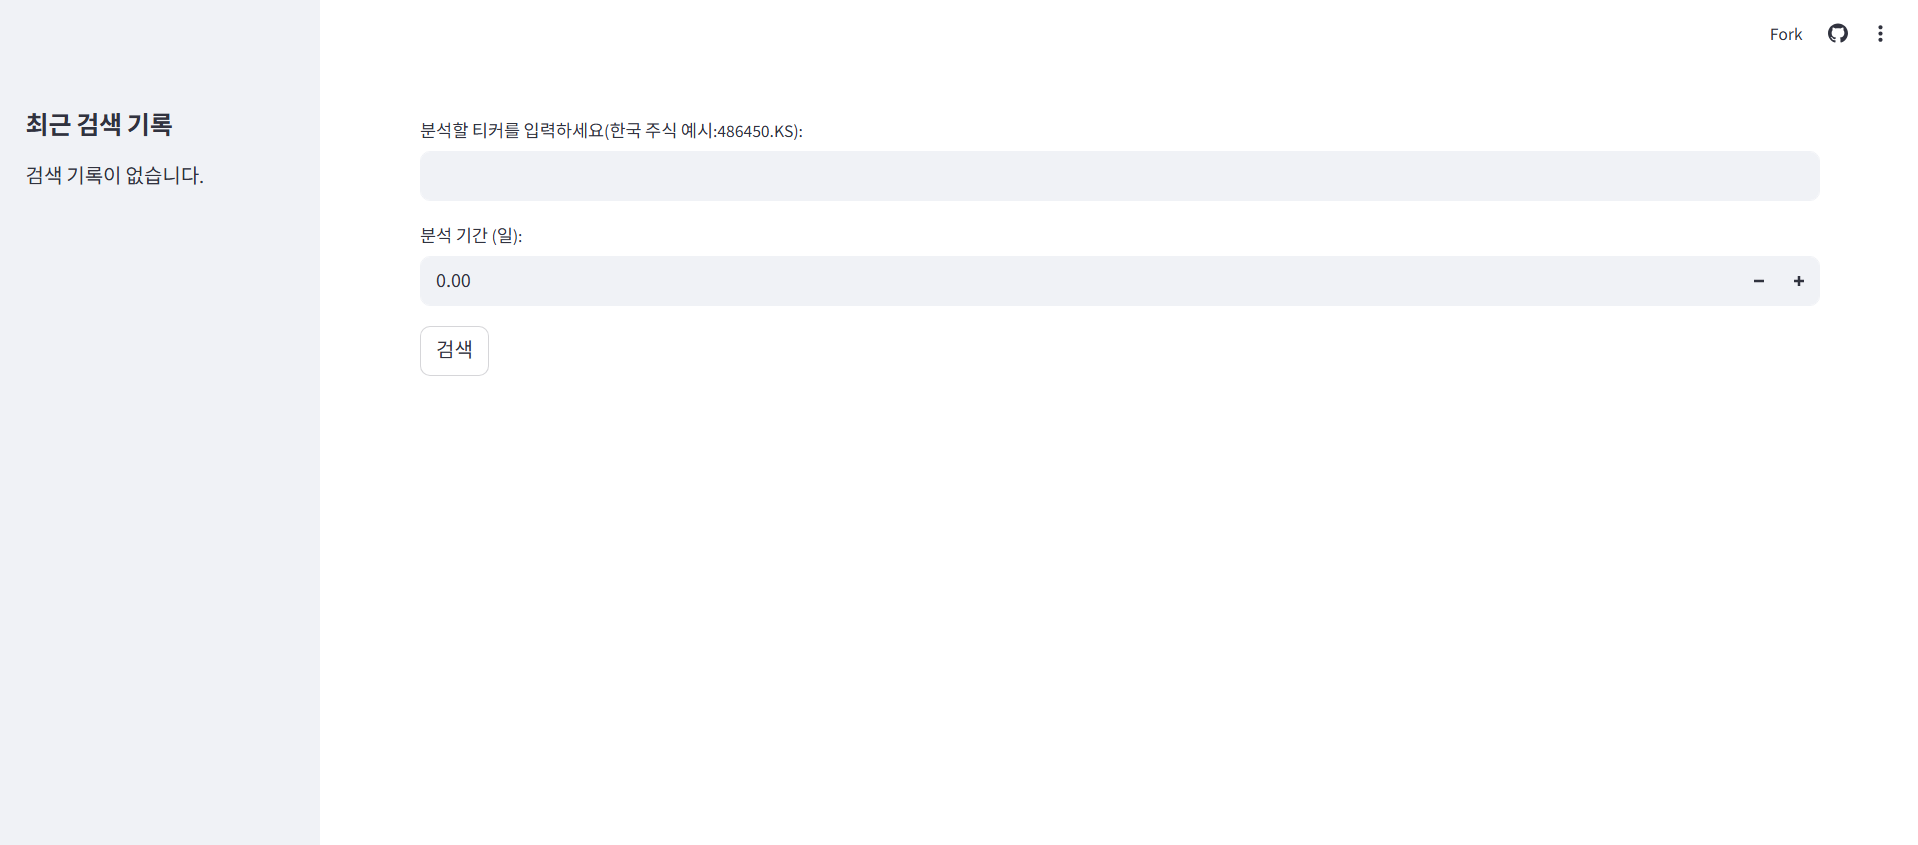 Fork
최근 검색 기록
검색 기록이 없습니다.
분석할 티커를 입력하세요(한국 주식 예시:486450.KS):
분석 기간 (일):
0.00
검색